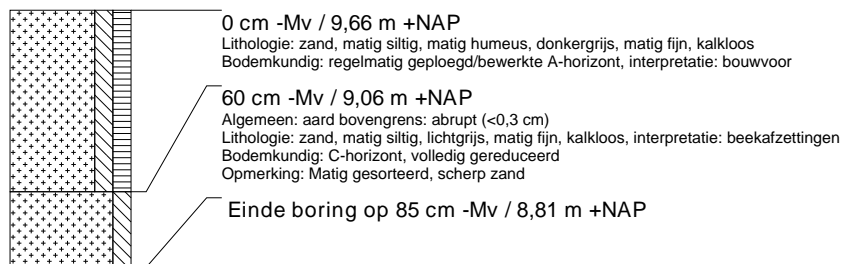 0 cm -Mv / 9,66 m +NAP
Lithologie: zand, matig siltig, matig humeus, donkergrijs, matig fijn, kalkloos
Bodemkundig: regelmatig geploegd/bewerkte A-horizont, interpretatie: bouwvoor
60 cm -Mv / 9,06 m +NAP
Algemeen: aard bovengrens: abrupt (<0,3 cm)
Lithologie: zand, matig siltig, lichtgrijs, matig fijn, kalkloos, interpretatie: beekafzettingen
Bodemkundig: C-horizont, volledig gereduceerd
Opmerking: Matig gesorteerd, scherp zand
Einde boring op 85 cm -Mv / 8,81 m +NAP